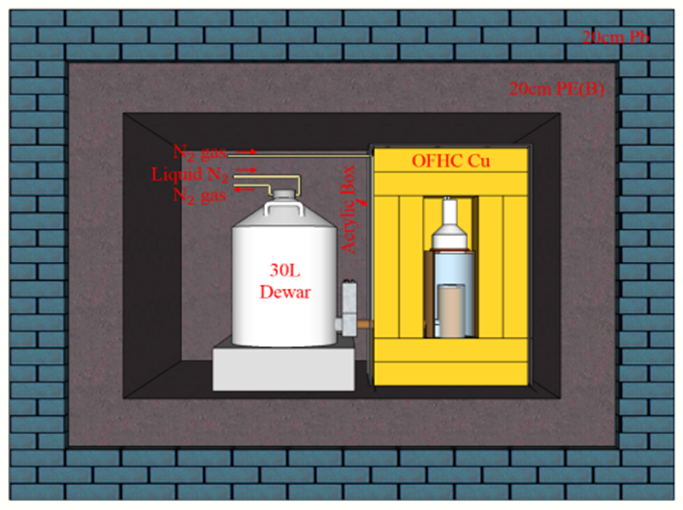 20cm Pb
20cm PE(B)
N₂ gas
Liquid N₂
N₂ gas
OFHC Cu
Acrylic Box
30L
Dewar